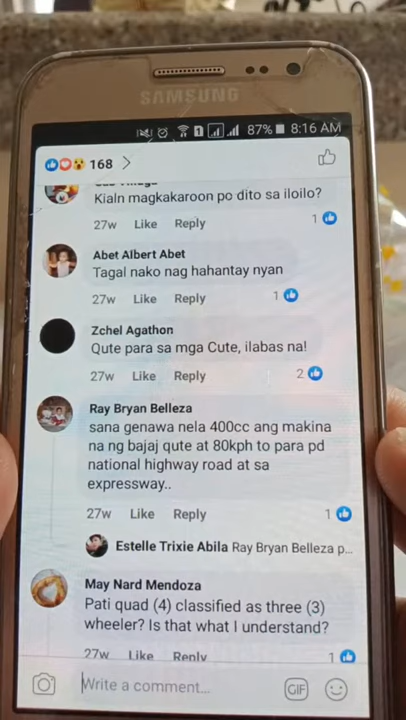 SAMSUNG
1 87% 8:16 AM
168
Kialn magkakaroon po dito sa iloilo?
27w Like Reply 1
Abet Albert Abet
Tagal nako nag hahantay nyan
27w Like Reply 1
Zchel Agathon
Qute para sa mga Cute, ilabas na!
27w Like Reply 2
Ray Bryan Belleza
sana genawa nela 400cc ang makina
na ng bajaj qute at 80kph to para pd
national highway road at sa
expressway..
27w Like Reply 1
Estelle Trixie Abila Ray Bryan Belleza p...
May Nard Mendoza
Pati quad (4) classified as three (3)
wheeler? Is that what I understand?
27w Like Reply 1
Write a comment...
GIF